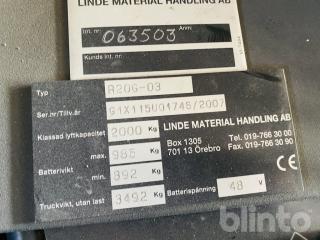 LINDE MATERIAL HANDLING AB
Int. nr 063503
Kunds int. nr
Typ R20G-03
Ser.nr/Tillv.år G1X115U01748/2007
Klassad lyftkapacitet 2000 Kg
LINDE MATERIAL HANDLING AB
max. 985 Kg
Box 1305 Tel. 019-766 30 00
Batterivikt
701 13 Örebro Fax. 019-766 30 90
min. 892 Kg
Truckvikt, utan last 3492 Kg
Batterispänning 48 V
CE
blinto